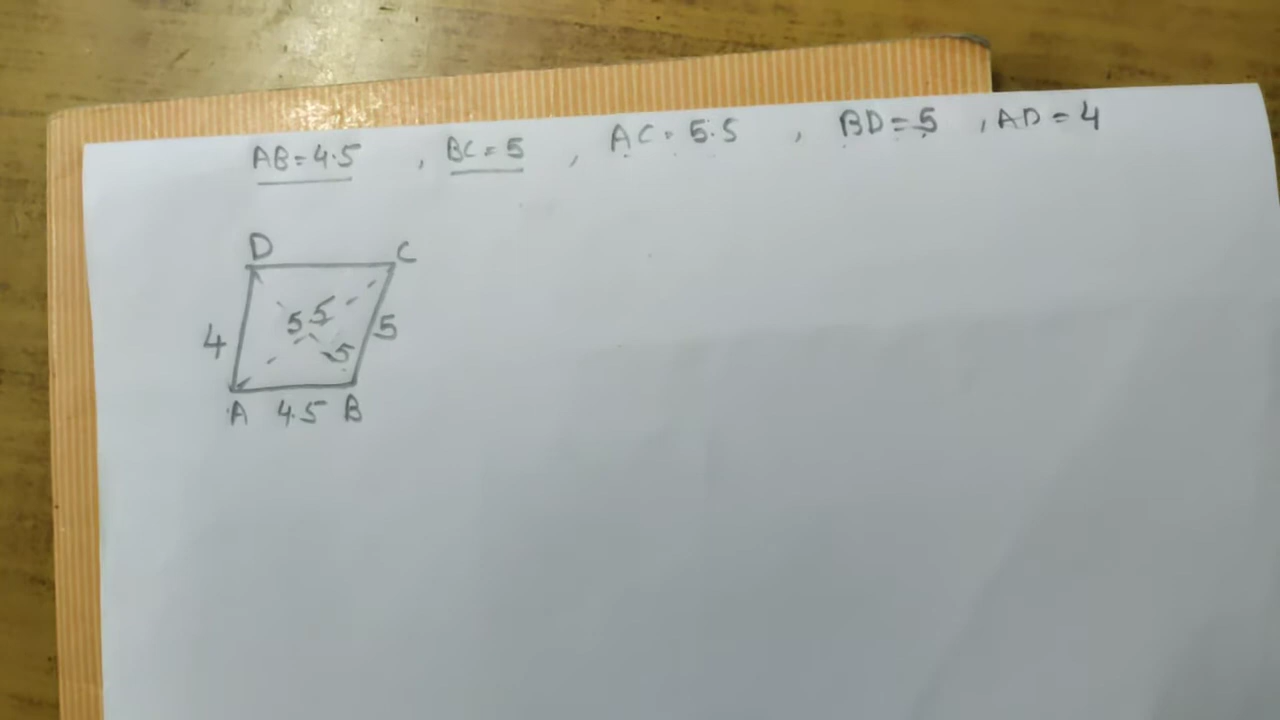 AB = 4.5 , BC = 5 , AC = 5.5 , BD = 5 , AD = 4
D C
5.5
4 5
5
A 4.5 B